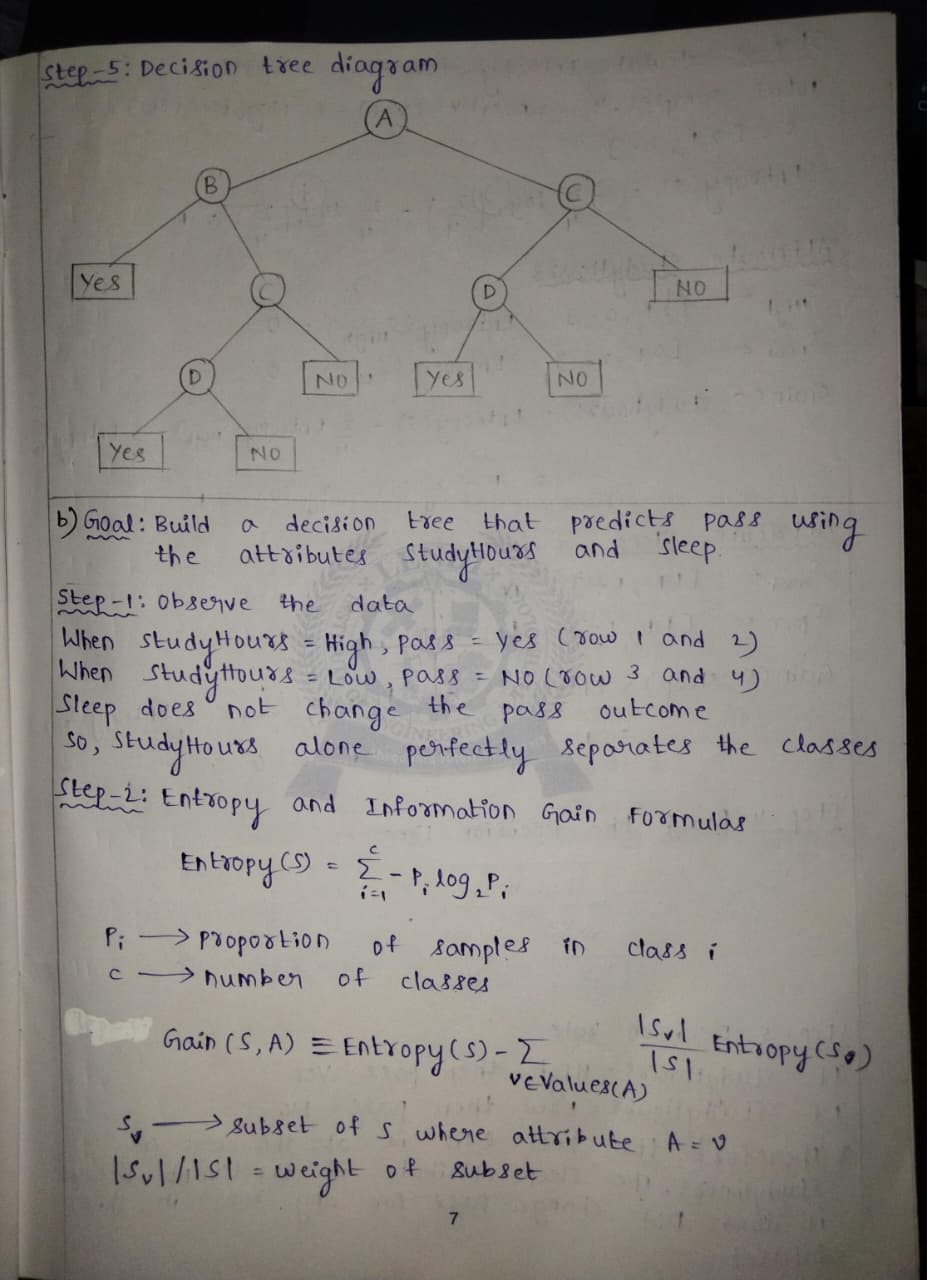 Step-5: Decision tree diagram
A
B
C
Yes
C
D
NO
D
NO
Yes
NO
Yes
NO
b) Goal: Build a decision tree that predicts pass using
the attributes StudyHours and Sleep.
Step-1: Observe the data
When StudyHours = High, pass = yes (row 1 and 2)
When StudyHours = Low, pass = NO (row 3 and 4)
Sleep does not change the pass outcome
So, StudyHours alone perfectly separates the classes
Step-2: Entropy and Information Gain Formulas
Entropy(S) = Σ_{i=1}^{c} - P_i log_2 P_i
P_i → proportion of samples in class i
c → number of classes
Gain (S, A) ≡ Entropy(S) - Σ_{v∈Values(A)} |S_v| / |S| Entropy(S_v)
S_v → subset of S where attribute A = v
|S_v| / |S| = weight of subset
7